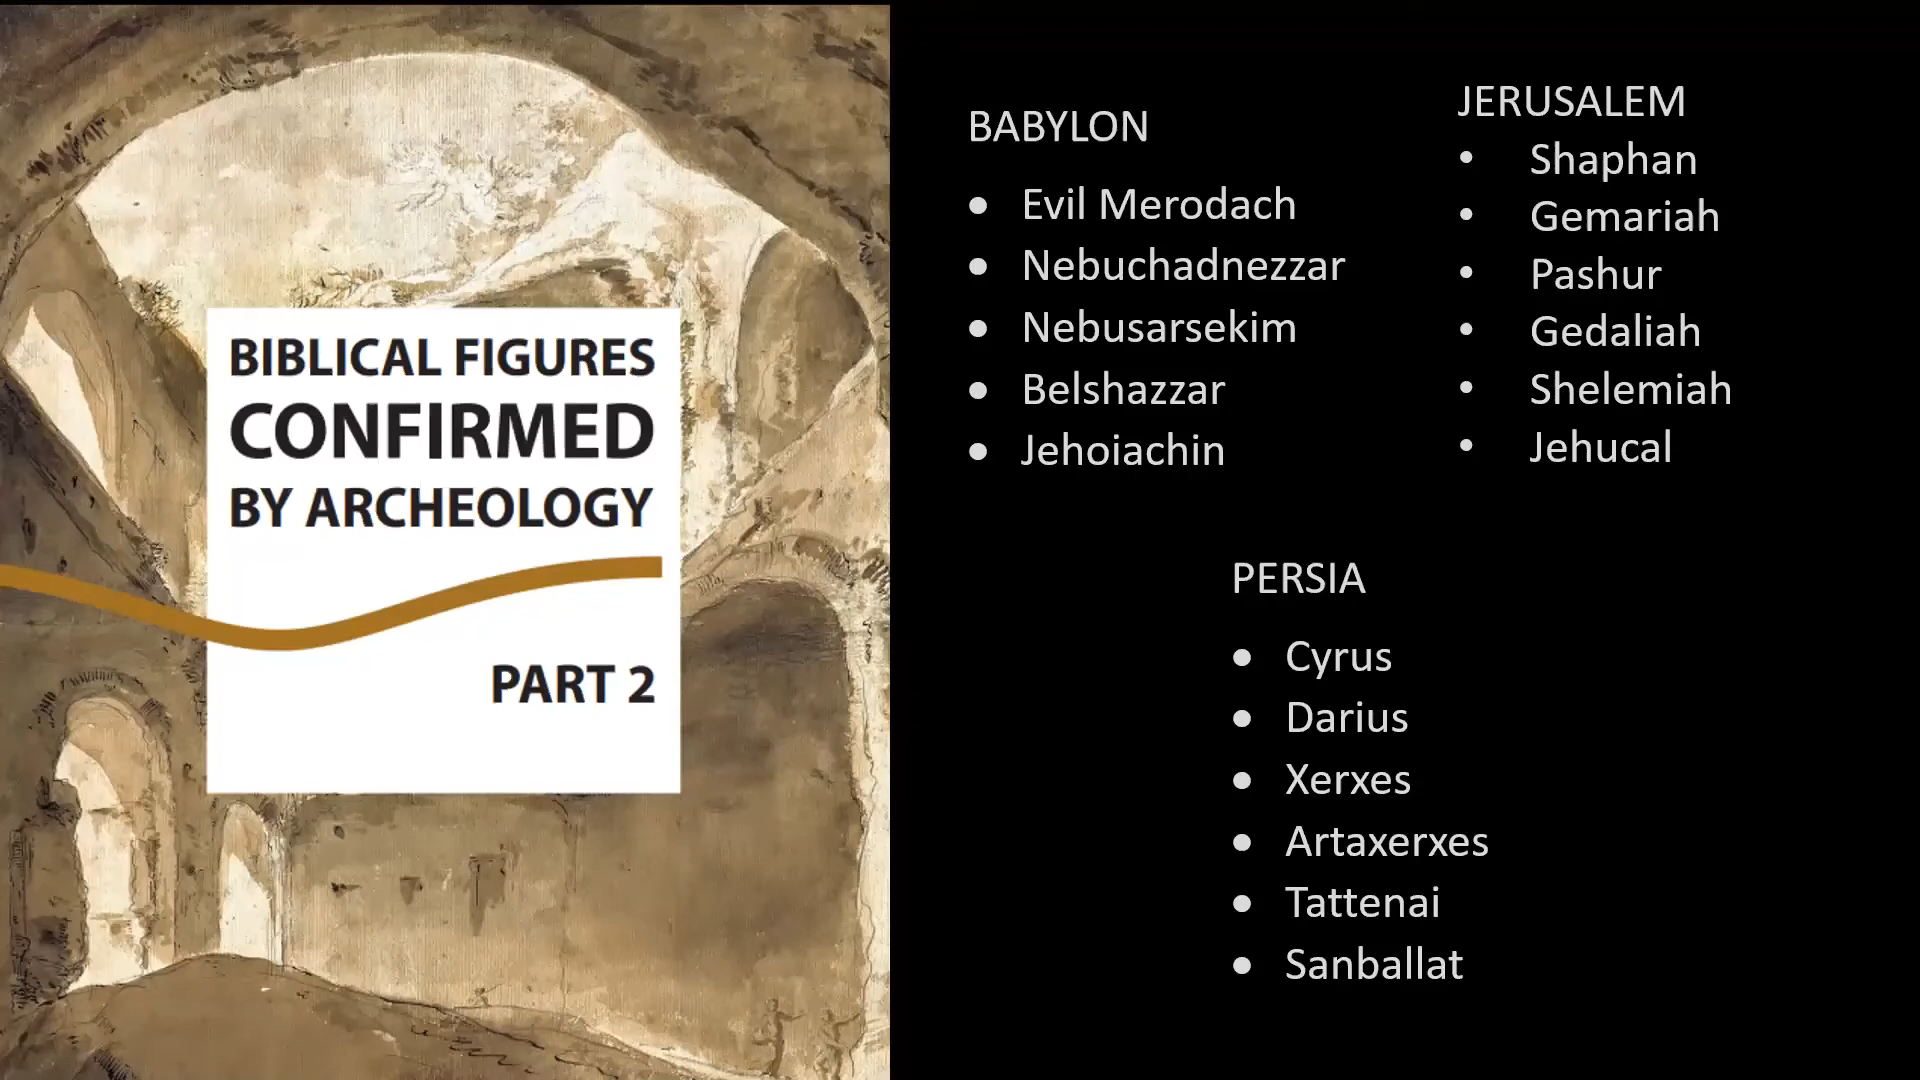 BIBLICAL FIGURES
CONFIRMED
BY ARCHEOLOGY
PART 2
BABYLON
• Evil Merodach
• Nebuchadnezzar
• Nebusarsekim
• Belshazzar
• Jehoiachin
JERUSALEM
• Shaphan
• Gemariah
• Pashur
• Gedaliah
• Shelemiah
• Jehucal
PERSIA
• Cyrus
• Darius
• Xerxes
• Artaxerxes
• Tattenai
• Sanballat